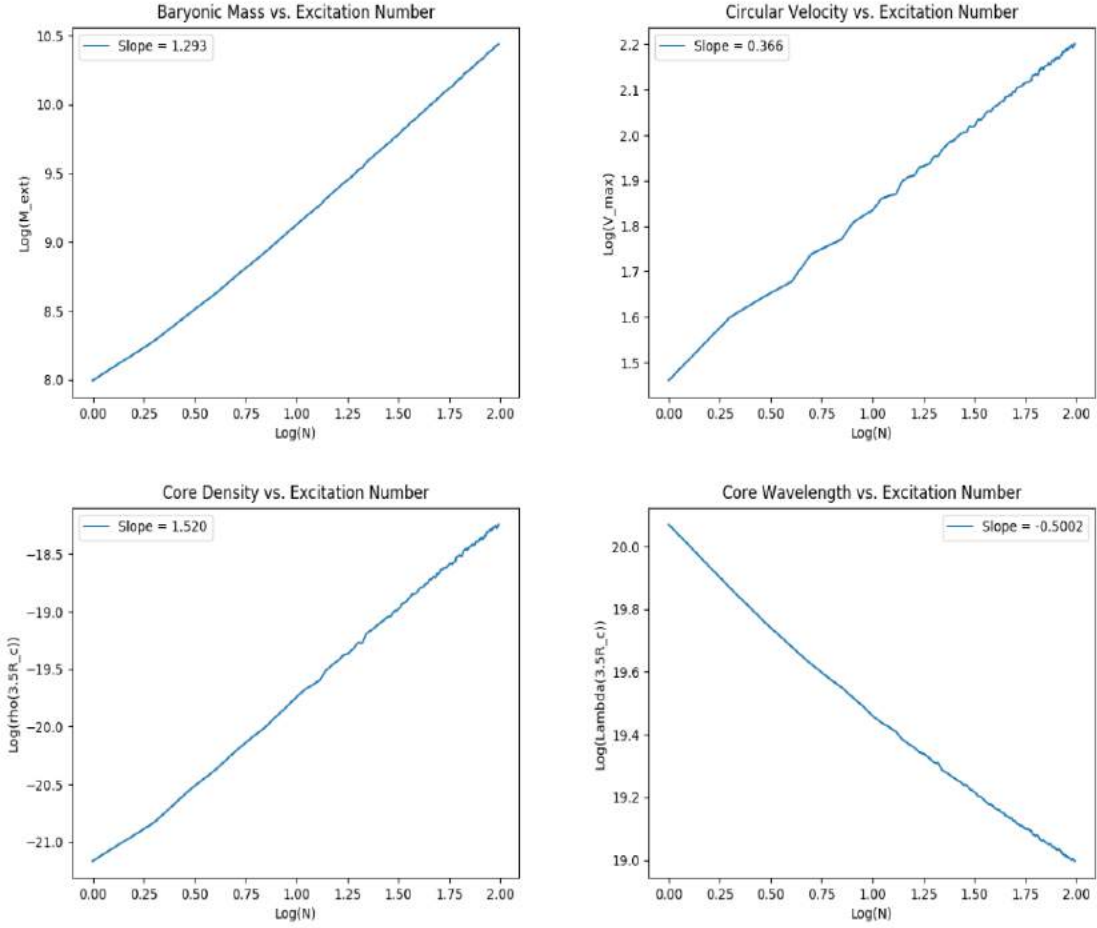 Baryonic Mass vs. Excitation Number
Slope = 1.293
10.5
10.0
9.5
9.0
8.5
8.0
Log(M_ext)
0.00 0.25 0.50 0.75 1.00 1.25 1.50 1.75 2.00
Log(N)
Circular Velocity vs. Excitation Number
Slope = 0.366
2.2
2.1
2.0
1.9
1.8
1.7
1.6
1.5
Log(V_max)
0.00 0.25 0.50 0.75 1.00 1.25 1.50 1.75 2.00
Log(N)
Core Density vs. Excitation Number
Slope = 1.520
−18.5
−19.0
−19.5
−20.0
−20.5
−21.0
Log(rho(3.5R_c))
0.00 0.25 0.50 0.75 1.00 1.25 1.50 1.75 2.00
Log(N)
Core Wavelength vs. Excitation Number
Slope = -0.5002
20.0
19.8
19.6
19.4
19.2
19.0
Log(Lambda(3.5R_c))
0.00 0.25 0.50 0.75 1.00 1.25 1.50 1.75 2.00
Log(N)